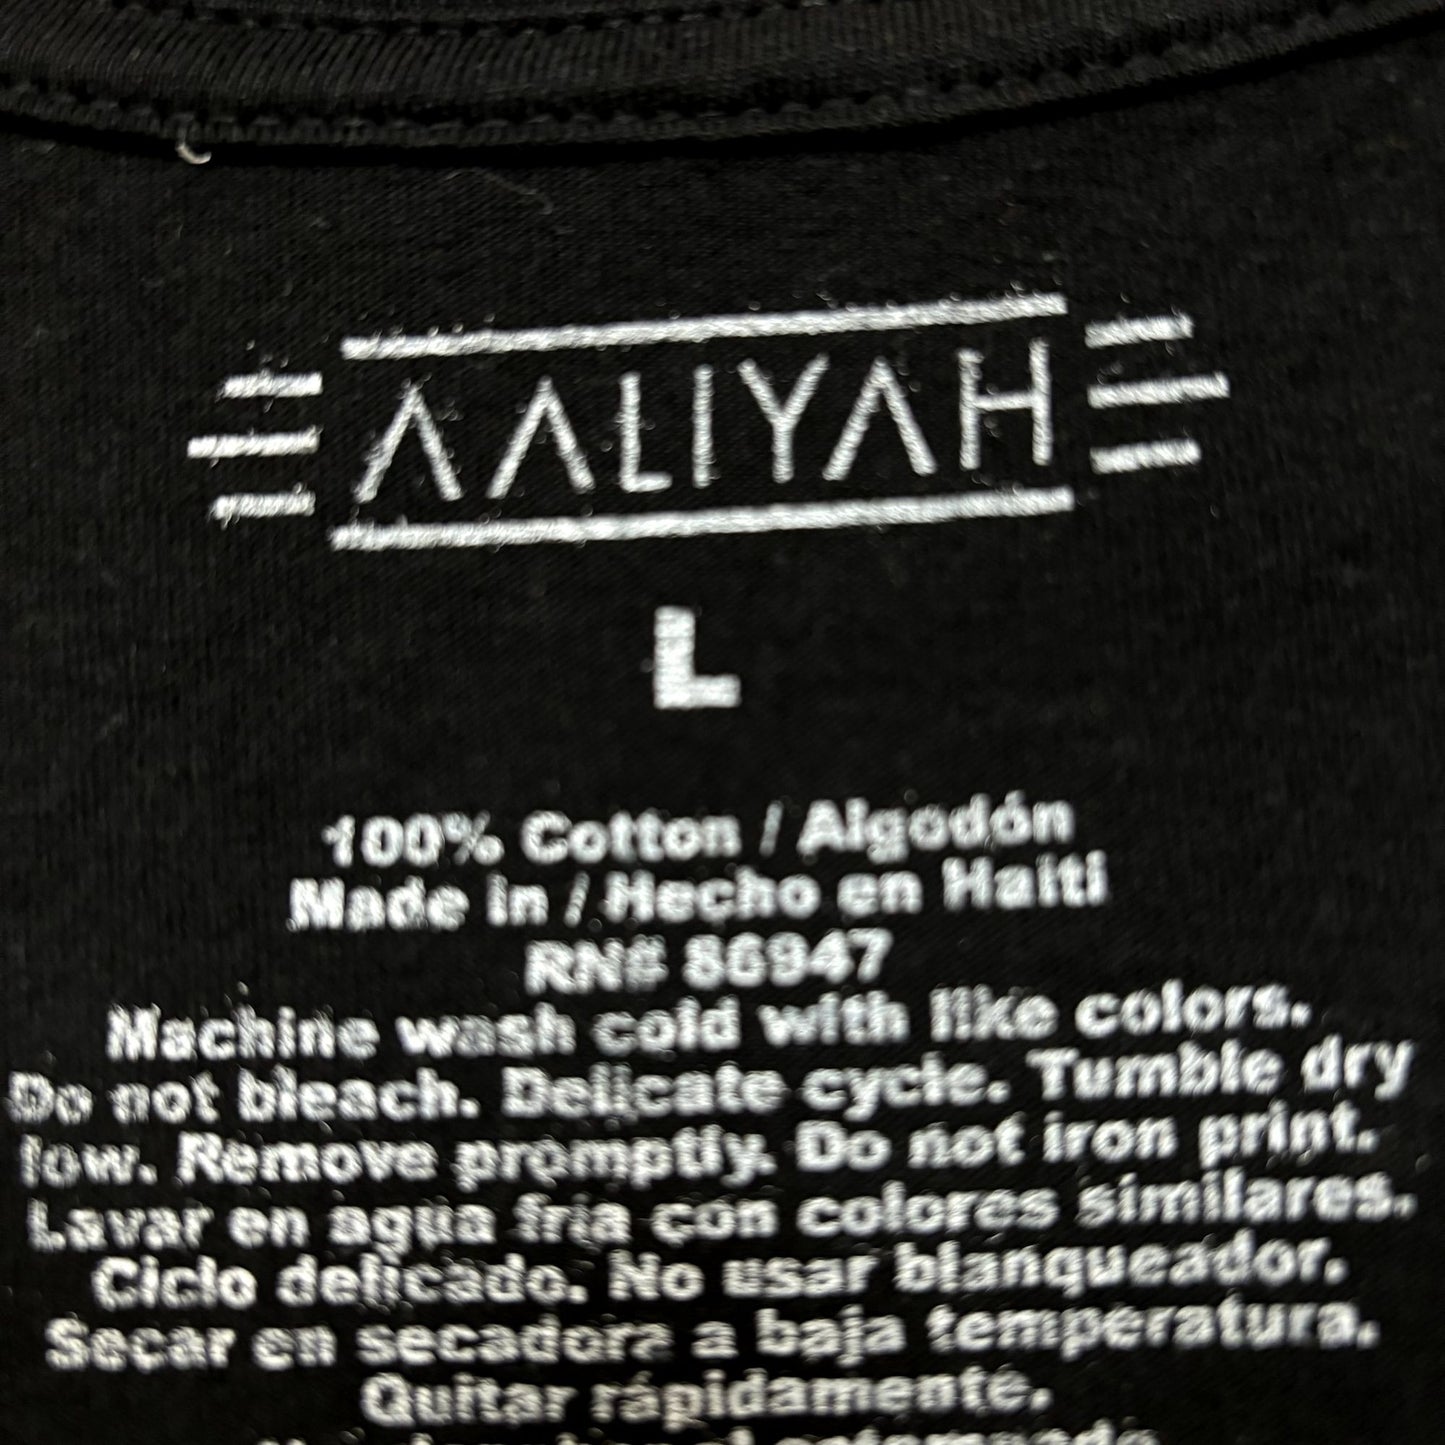 AALIYAH
L
100% Cotton / Algodón
Made in / Hecho en Haiti
RN# 86947
Machine wash cold with like colors.
Do not bleach. Delicate cycle. Tumble dry
low. Remove promptly. Do not iron print.
Lavar en agua fria con colores similares.
Ciclo delicado. No usar blanqueador.
Secar en secadora a baja temperatura.
Quitar rápidamente.
el estampado